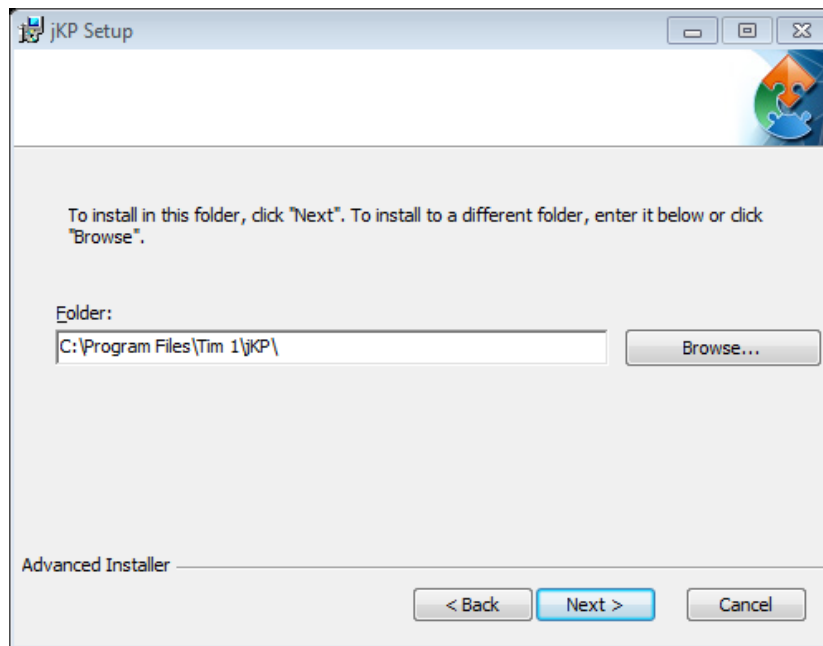 jKP Setup
To install in this folder, click "Next". To install to a different folder, enter it below or click
"Browse".
Folder:
C:\Program Files\Tim 1\jKP\
Browse...
Advanced Installer
< Back
Next >
Cancel